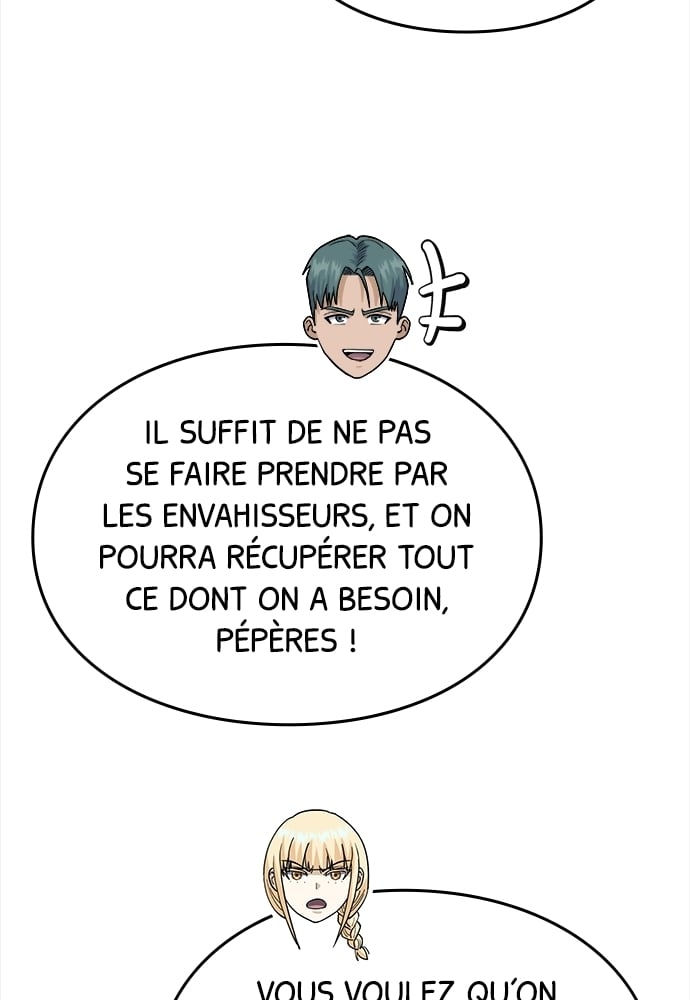 IL SUFFIT DE NE PAS
SE FAIRE PRENDRE PAR
LES ENVAHISSEURS, ET ON
POURRA RÉCUPÉRER TOUT
CE DONT ON A BESOIN,
PÉPÈRES !
VOUS VOULEZ QU'ON